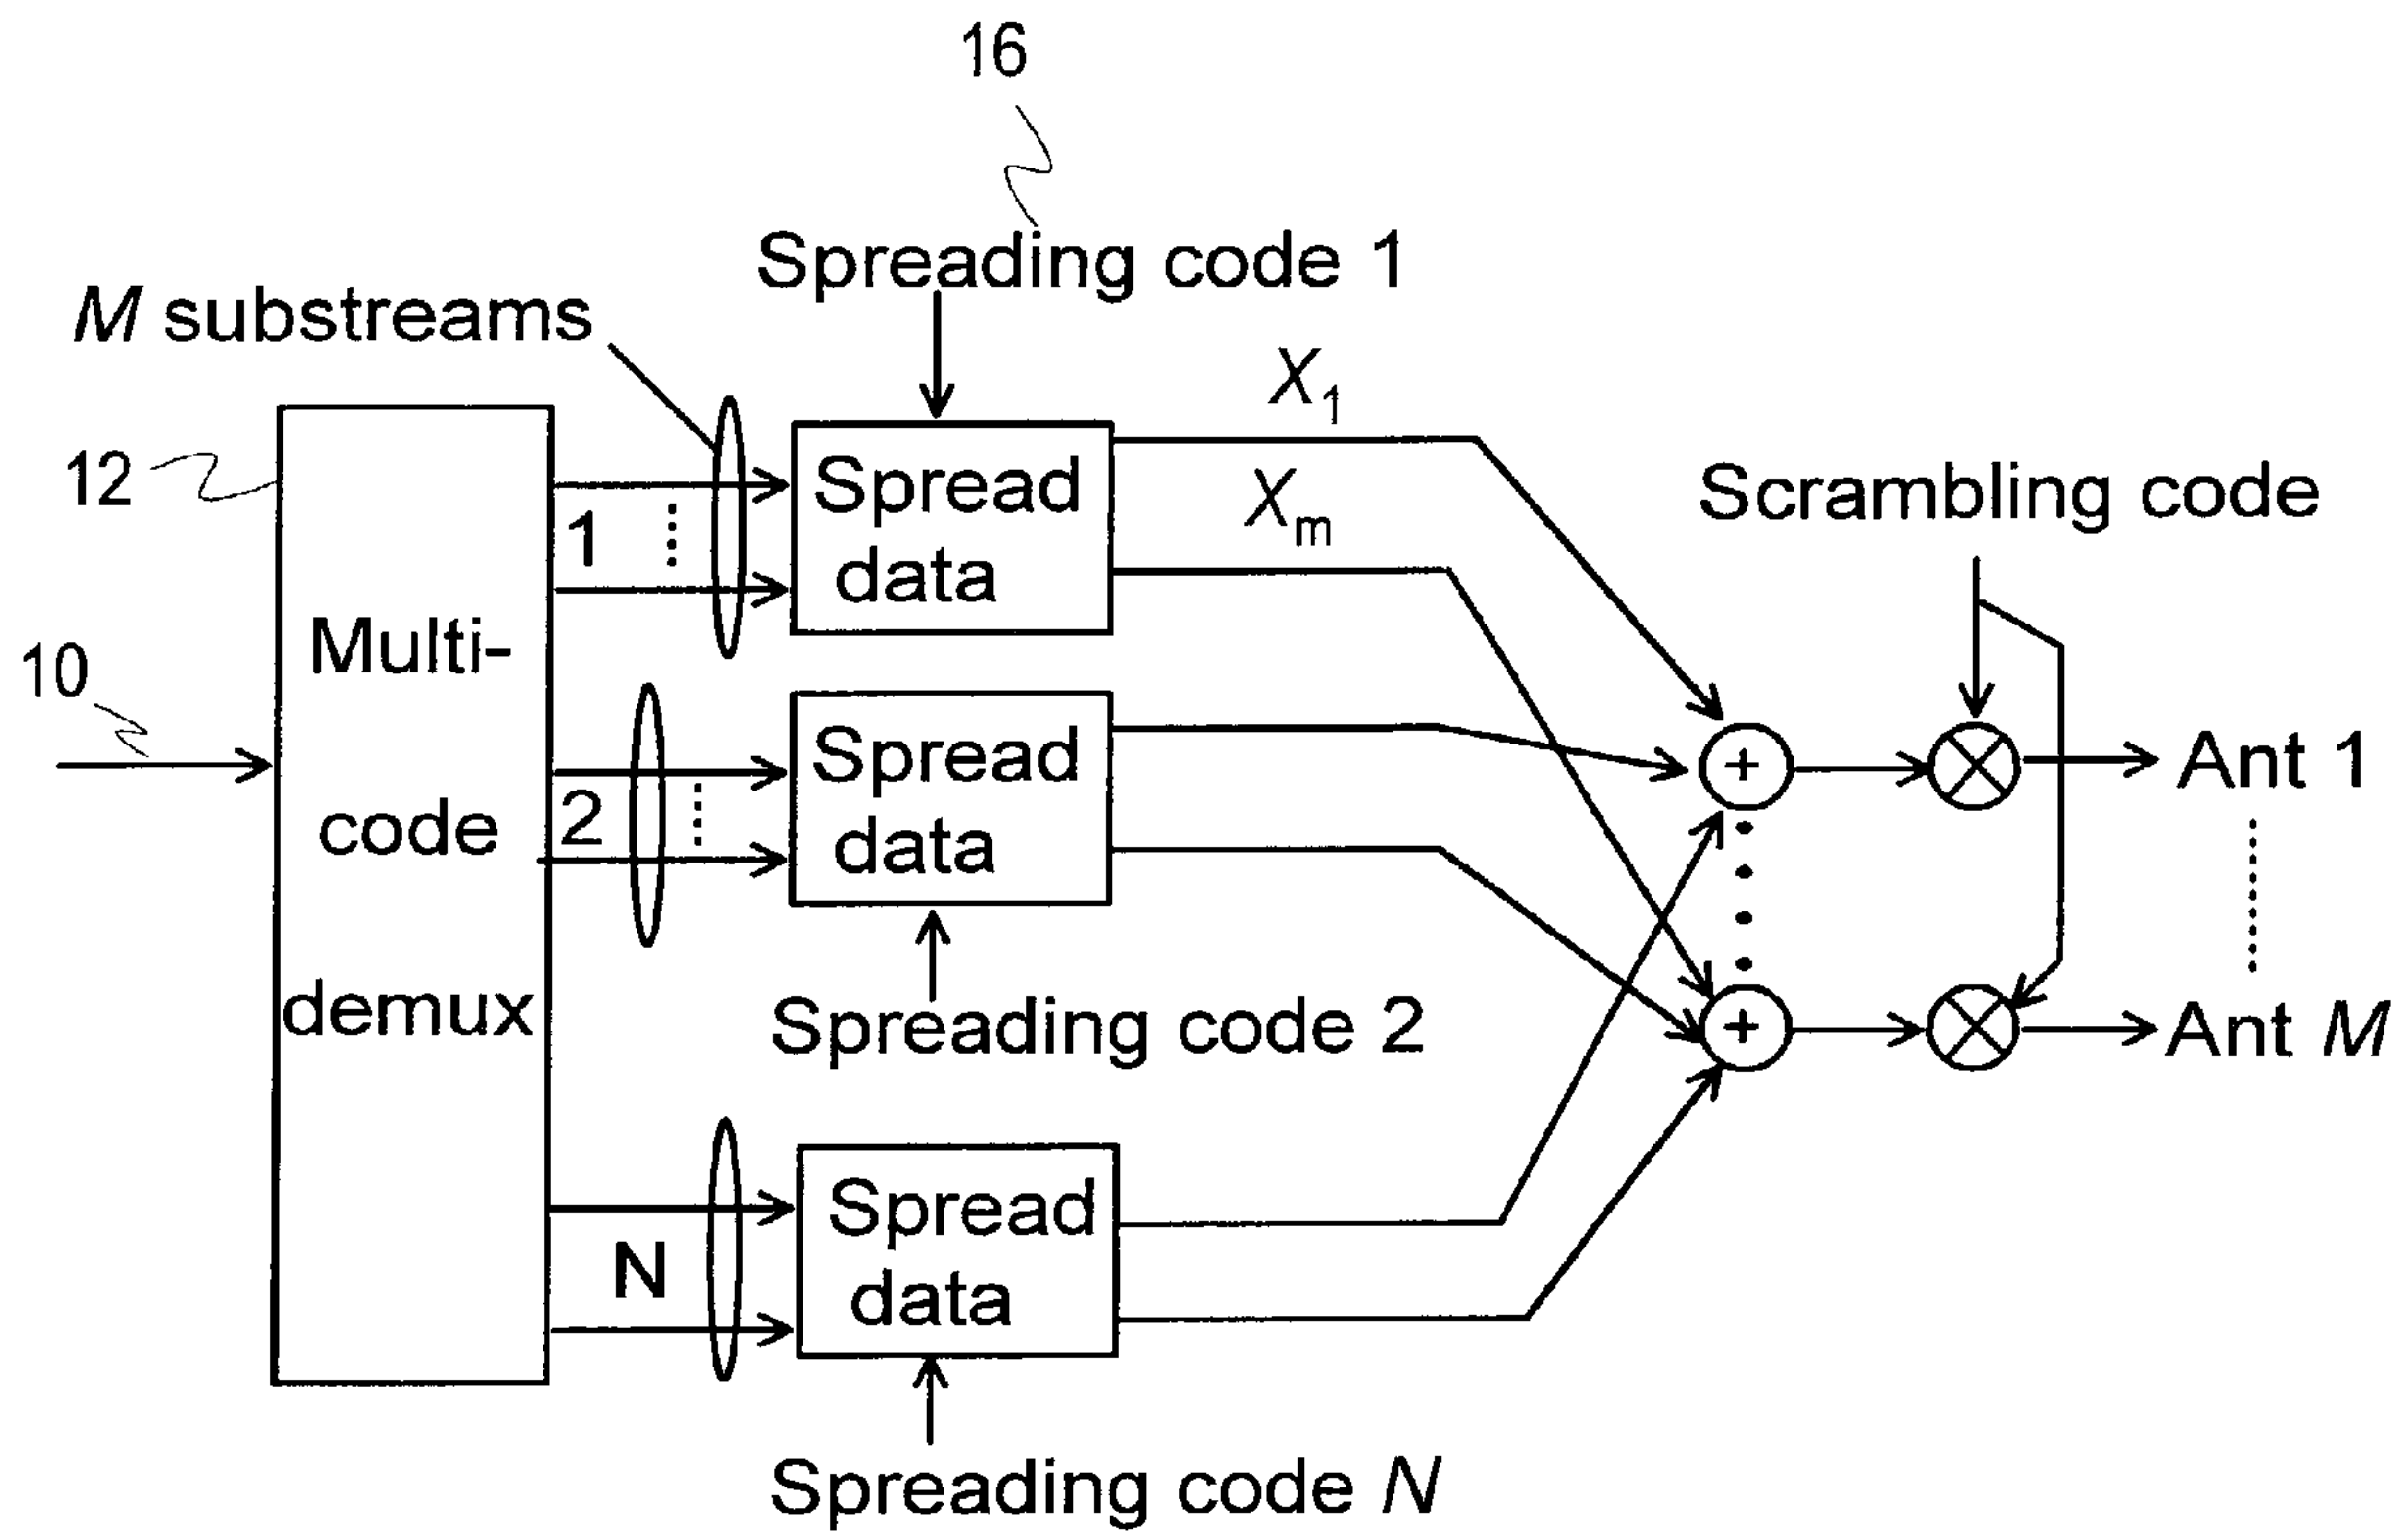 16
Spreading code 1
M substreams
X1
12
Spread
data
Xm
Scrambling code
1
Multi-
code
demux
10
2
Spread
data
+
Ant 1
Spreading code 2
+
Ant M
N
Spread
data
Spreading code N